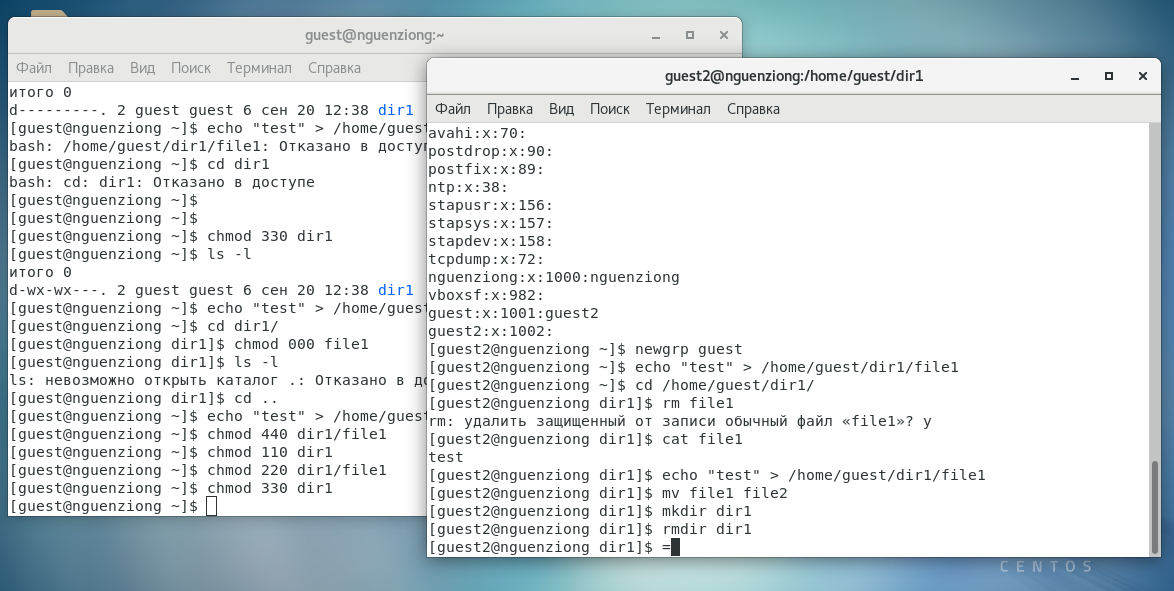 guest@nguenziong:~
Файл Правка Вид Поиск Терминал Справка
итого 0
d---------. 2 guest guest 6 сен 20 12:38 dir1
[guest@nguenziong ~]$ echo "test" > /home/guest
bash: /home/guest/dir1/file1: Отказано в доступ
[guest@nguenziong ~]$ cd dir1
bash: cd: dir1: Отказано в доступе
[guest@nguenziong ~]$
[guest@nguenziong ~]$
[guest@nguenziong ~]$ chmod 330 dir1
[guest@nguenziong ~]$ ls -l
итого 0
d-wx-wx---. 2 guest guest 6 сен 20 12:38 dir1
[guest@nguenziong ~]$ echo "test" > /home/guest
[guest@nguenziong ~]$ cd dir1/
[guest@nguenziong dir1]$ chmod 000 file1
[guest@nguenziong dir1]$ ls -l
ls: невозможно открыть каталог .: Отказано в до
[guest@nguenziong dir1]$ cd ..
[guest@nguenziong ~]$ echo "test" > /home/guest
[guest@nguenziong ~]$ chmod 440 dir1/file1
[guest@nguenziong ~]$ chmod 110 dir1
[guest@nguenziong ~]$ chmod 220 dir1/file1
[guest@nguenziong ~]$ chmod 330 dir1
[guest@nguenziong ~]$
guest2@nguenziong:/home/guest/dir1
Файл Правка Вид Поиск Терминал Справка
avahi:x:70:
postdrop:x:90:
postfix:x:89:
ntp:x:38:
stapusr:x:156:
stapsys:x:157:
stapdev:x:158:
tcpdump:x:72:
nguenziong:x:1000:nguenziong
vboxsf:x:982:
guest:x:1001:guest2
guest2:x:1002:
[guest2@nguenziong ~]$ newgrp guest
[guest2@nguenziong ~]$ echo "test" > /home/guest/dir1/file1
[guest2@nguenziong ~]$ cd /home/guest/dir1/
[guest2@nguenziong dir1]$ rm file1
rm: удалить защищенный от записи обычный файл «file1»? y
[guest2@nguenziong dir1]$ cat file1
test
[guest2@nguenziong dir1]$ echo "test" > /home/guest/dir1/file1
[guest2@nguenziong dir1]$ mv file1 file2
[guest2@nguenziong dir1]$ mkdir dir1
[guest2@nguenziong dir1]$ rmdir dir1
[guest2@nguenziong dir1]$ =
CENTOS